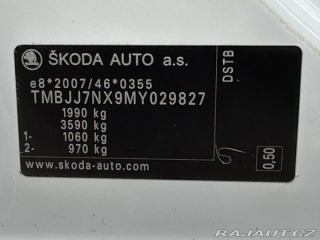 ŠKODA AUTO a.s.
e8*2007/46*0355
TMBJJ7NX9MY029827
1990 kg
3590 kg
1- 1060 kg
2- 970 kg
www.skoda-auto.com
DSTB
0,50
RAJAUT.CZ